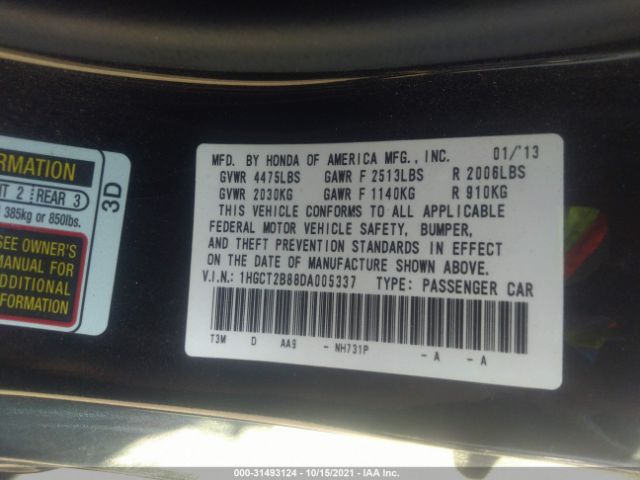 RMATION
NT 2 REAR 3
385kg or 850lbs.
3D
SEE OWNER'S
MANUAL FOR
ADDITIONAL
INFORMATION
MFD. BY HONDA OF AMERICA MFG., INC. 01/'13
GVWR 4475LBS GAWR F 2513LBS R 2006LBS
GVWR 2030KG GAWR F 1140KG R 910KG
THIS VEHICLE CONFORMS TO ALL APPLICABLE
FEDERAL MOTOR VEHICLE SAFETY, BUMPER,
AND THEFT PREVENTION STANDARDS IN EFFECT
ON THE DATE OF MANUFACTURE SHOWN ABOVE.
V.I.N.: 1HGCT2B88DA005337 TYPE: PASSENGER CAR
T3M D AA9 - NH731P - A - A
000-31493124 - 10/15/2021 - IAA Inc.